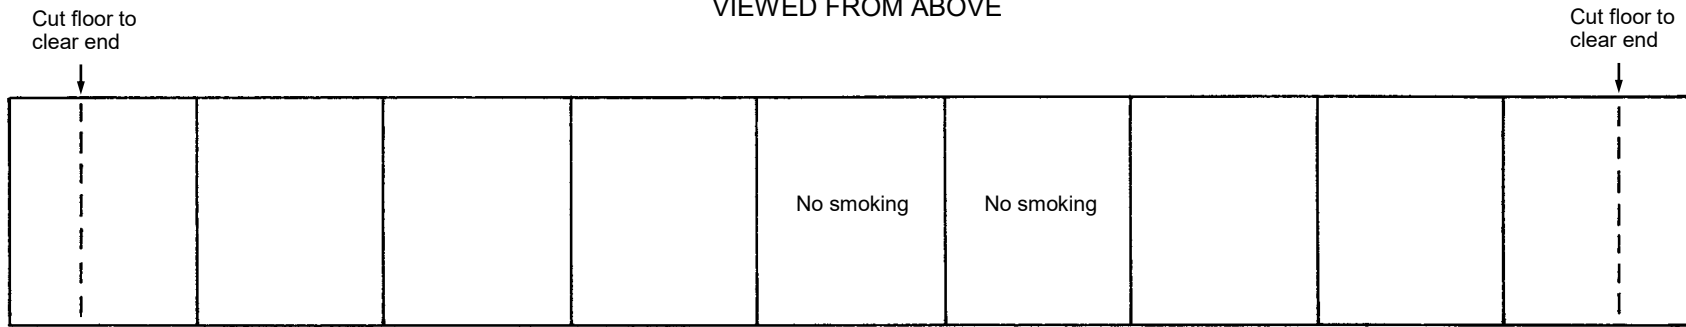 VIEWED FROM ABOVE
Cut floor to
clear end
Cut floor to
clear end
No smoking
No smoking